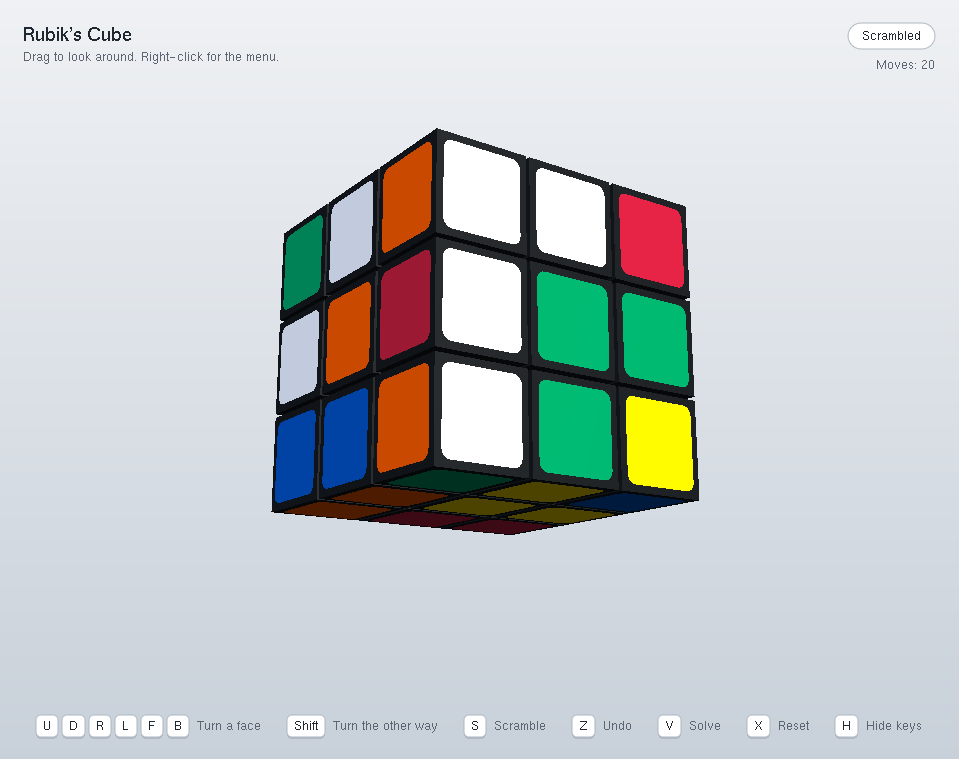 Rubik's Cube
Drag to look around. Right-click for the menu.
Scrambled
Moves: 20
U D R L F B Turn a face Shift Turn the other way S Scramble Z Undo V Solve X Reset H Hide keys